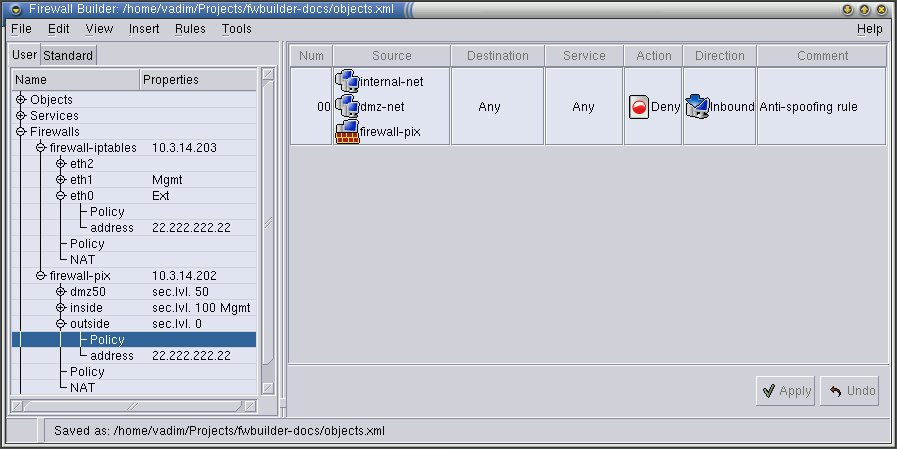 Firewall Builder: /home/vadim/Projects/fwbuilder-docs/objects.xml
File Edit View Insert Rules Tools Help
User Standard
Name Properties
Objects
Services
Firewalls
firewall-iptables 10.3.14.203
eth2
eth1 Mgmt
eth0 Ext
Policy
address 22.222.222.22
Policy
NAT
firewall-pix 10.3.14.202
dmz50 sec.lvl. 50
inside sec.lvl. 100 Mgmt
outside sec.lvl. 0
Policy
address 22.222.222.22
Policy
NAT
Num Source Destination Service Action Direction Comment
internal-net
00 dmz-net Any Any Deny Inbound Anti-spoofing rule
firewall-pix
Apply Undo
Saved as: /home/vadim/Projects/fwbuilder-docs/objects.xml